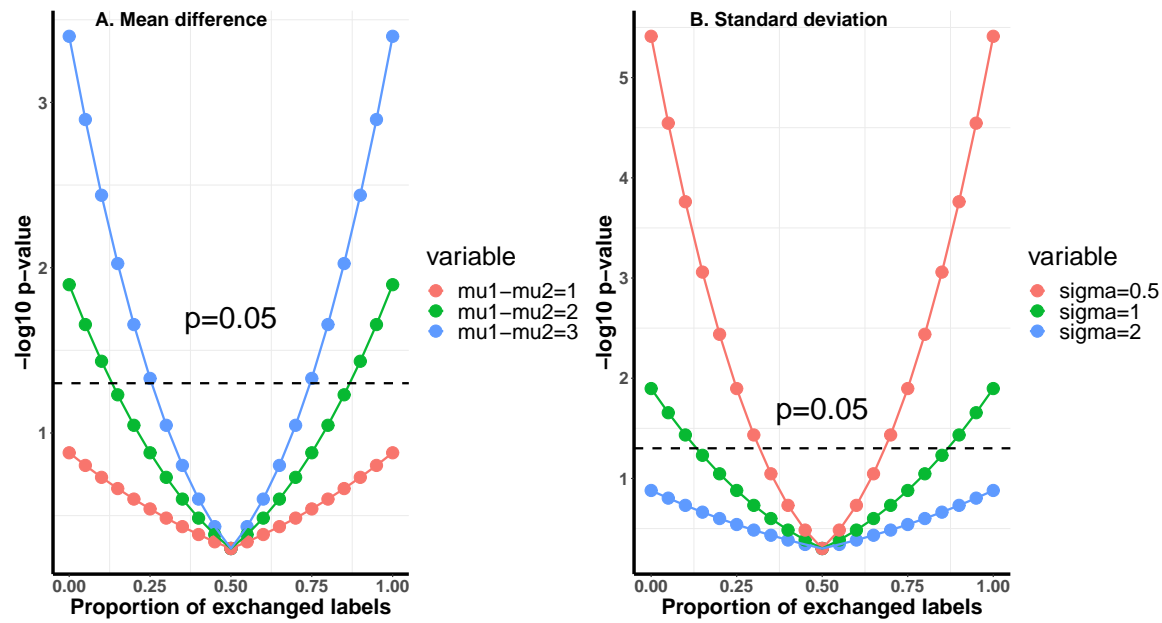 A. Mean difference
−log10 p−value
3
2
1
p=0.05
0.00 0.25 0.50 0.75 1.00
Proportion of exchanged labels
variable
mu1−mu2=1
mu1−mu2=2
mu1−mu2=3
B. Standard deviation
−log10 p−value
5
4
3
2
1
p=0.05
0.00 0.25 0.50 0.75 1.00
Proportion of exchanged labels
variable
sigma=0.5
sigma=1
sigma=2